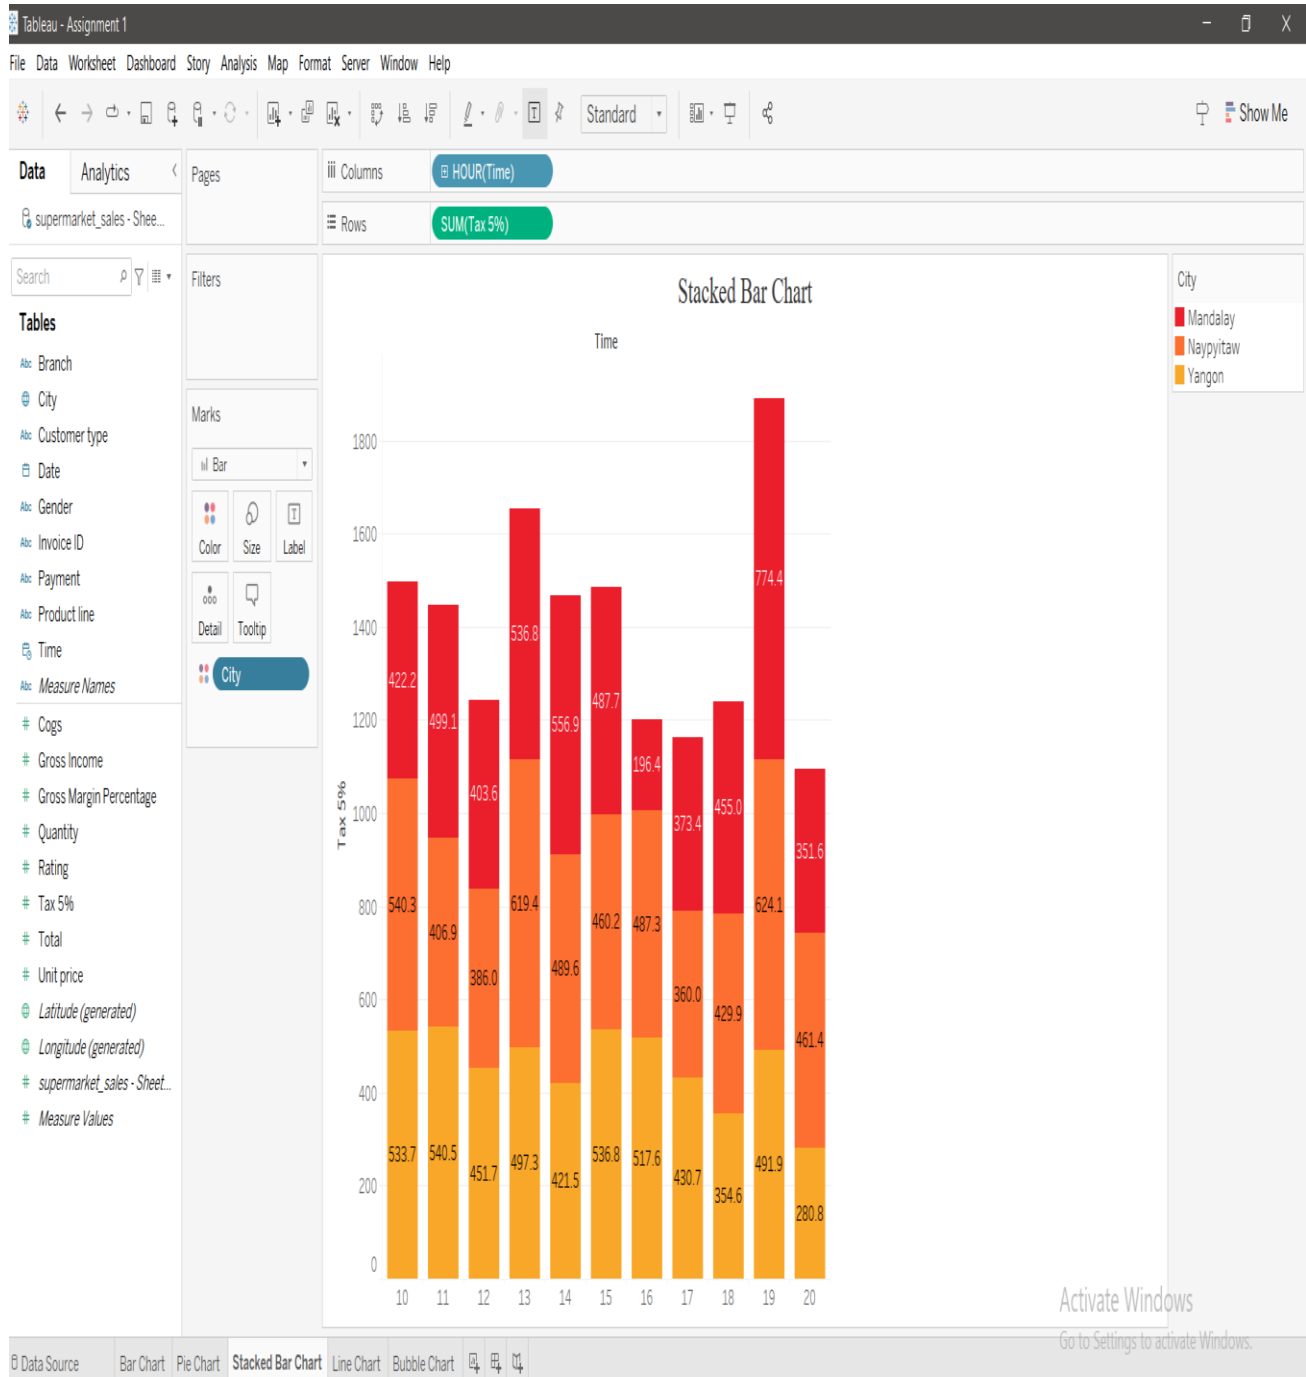 Tableau - Assignment 1
File Data Worksheet Dashboard Story Analysis Map Format Server Window Help
Standard
Show Me
Data Analytics
Pages
Columns
HOUR(Time)
supermarket_sales - Shee...
Rows
SUM(Tax 5%)
Search
Filters
Tables
Abc Branch
City
Abc Customer type
Date
Abc Gender
Abc Invoice ID
Abc Payment
Abc Product line
Time
Abc Measure Names
# Cogs
# Gross Income
# Gross Margin Percentage
# Quantity
# Rating
# Tax 5%
# Total
# Unit price
Latitude (generated)
Longitude (generated)
# supermarket_sales - Sheet...
# Measure Values
Marks
Bar
Color Size Label
Detail Tooltip
City
Stacked Bar Chart
Time
Tax 5%
1800
1600
1400
1200
1000
800
600
400
200
0
422.2 499.1 403.6 536.8 556.9 487.7 196.4 373.4 455.0 774.4 351.6
540.3 406.9 386.0 619.4 489.6 460.2 487.3 360.0 429.9 624.1 461.4
533.7 540.5 451.7 497.3 421.5 536.8 517.6 430.7 354.6 491.9 280.8
10 11 12 13 14 15 16 17 18 19 20
City
Mandalay
Naypyitaw
Yangon
Activate Windows
Go to Settings to activate Windows.
Data Source Bar Chart Pie Chart Stacked Bar Chart Line Chart Bubble Chart